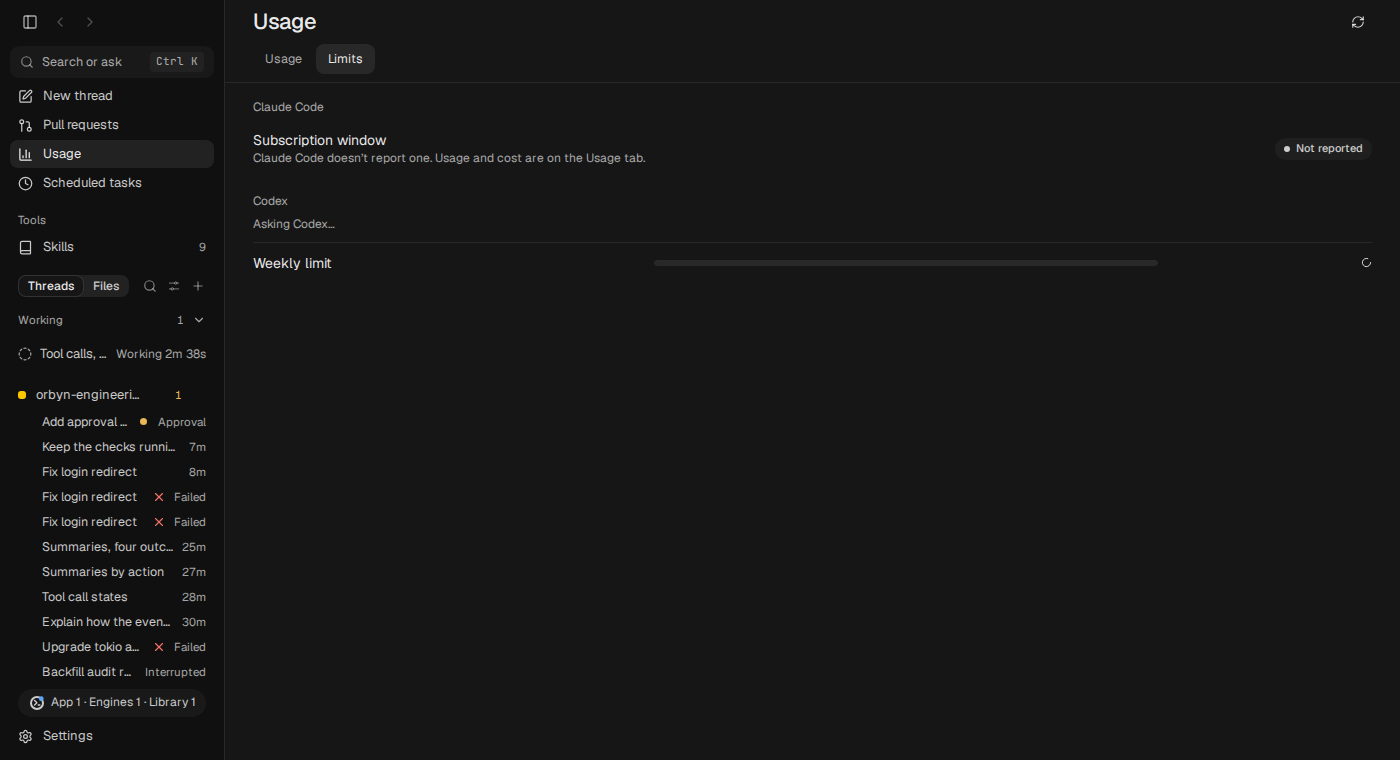 Usage
Usage
Limits
Search or ask
Ctrl K
New thread
Pull requests
Usage
Scheduled tasks
Tools
Skills
9
Threads
Files
Working
1
Tool calls, ...
Working 2m 38s
orbyn-engineeri...
1
Add approval ...
Approval
Keep the checks runni...
7m
Fix login redirect
8m
Fix login redirect
Failed
Fix login redirect
Failed
Summaries, four outc...
25m
Summaries by action
27m
Tool call states
28m
Explain how the even...
30m
Upgrade tokio a...
Failed
Backfill audit r...
Interrupted
App 1 · Engines 1 · Library 1
Settings
Claude Code
Subscription window
Claude Code doesn't report one. Usage and cost are on the Usage tab.
Not reported
Codex
Asking Codex...
Weekly limit